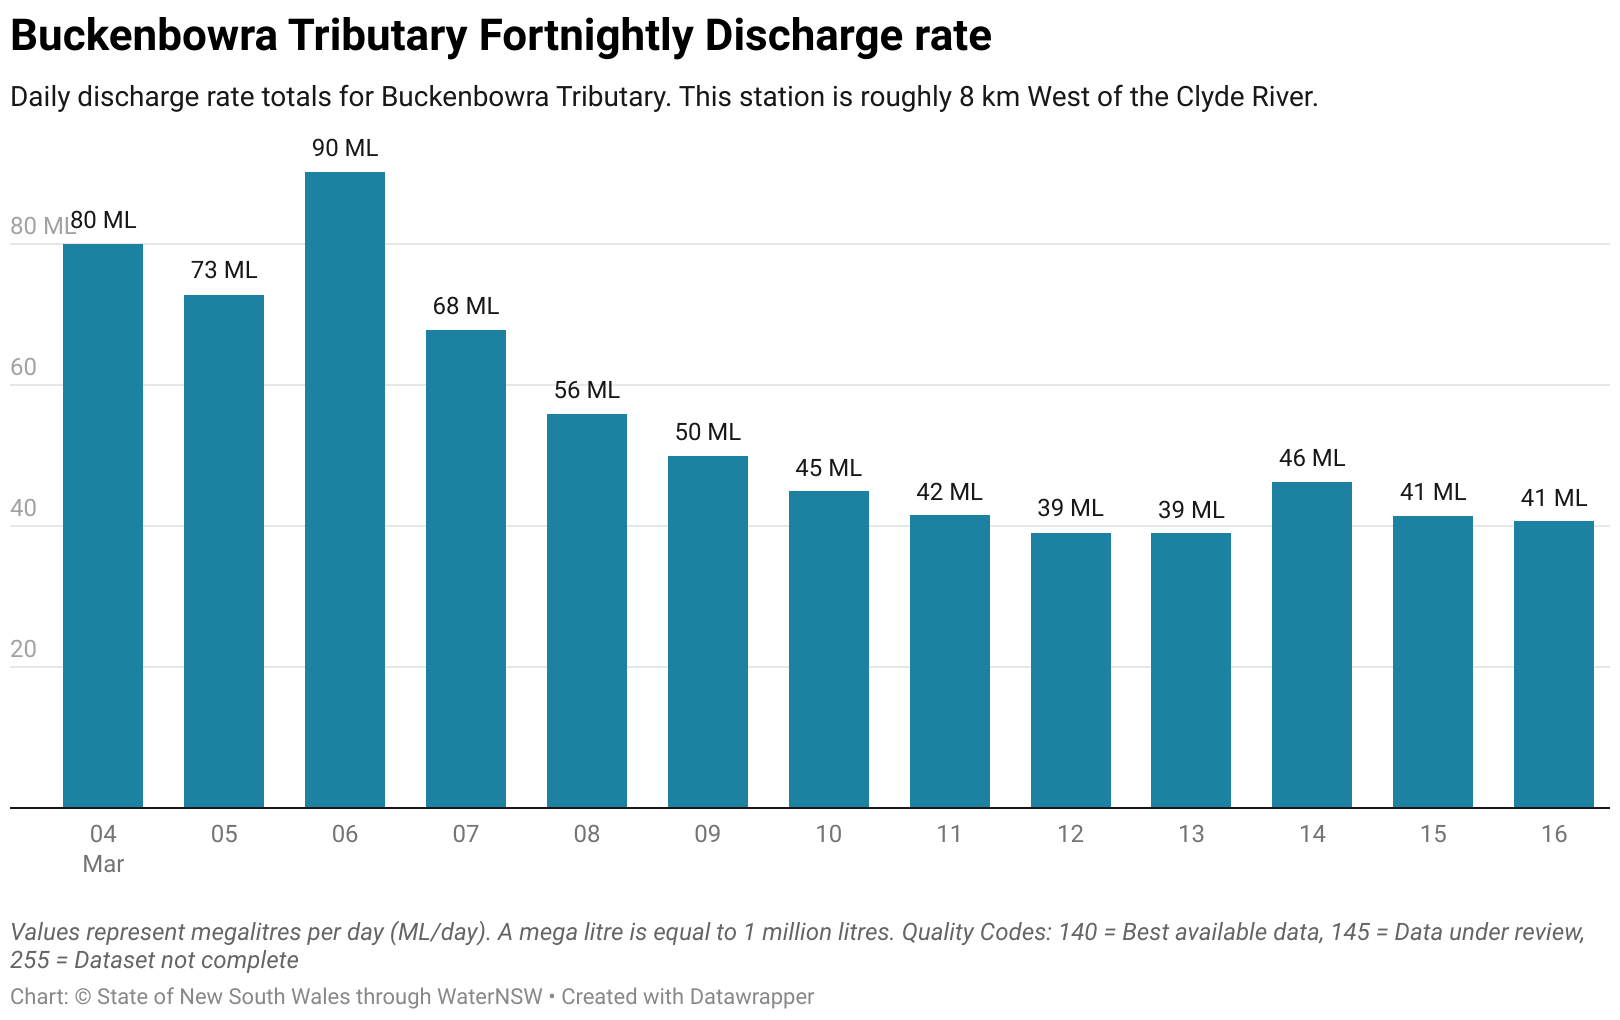 Buckenbowra Tributary Fortnightly Discharge rate
Daily discharge rate totals for Buckenbowra Tributary. This station is roughly 8 km West of the Clyde River.
90 ML
80 ML
80 ML
73 ML
68 ML
60
56 ML
50 ML
45 ML
46 ML
42 ML
41 ML
41 ML
40
39 ML
39 ML
20
04 05 06 07 08 09 10 11 12 13 14 15 16
Mar
Values represent megalitres per day (ML/day). A mega litre is equal to 1 million litres. Quality Codes: 140 = Best available data, 145 = Data under review,
255 = Dataset not complete
Chart: © State of New South Wales through WaterNSW • Created with Datawrapper